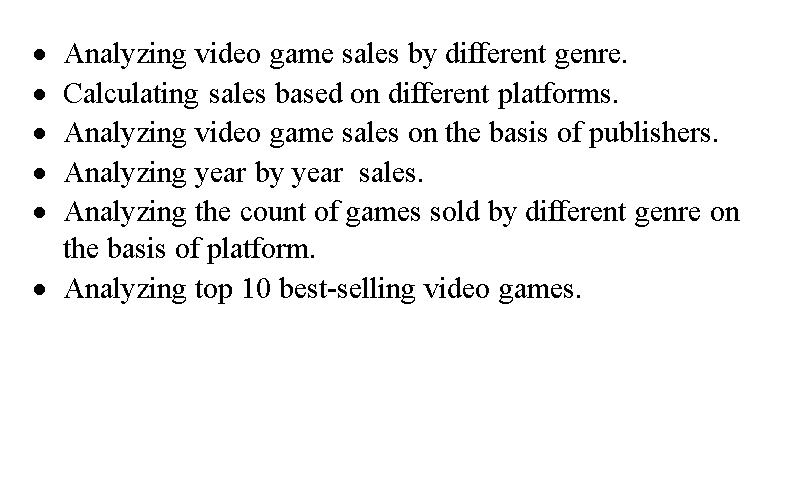 • Analyzing video game sales by different genre.
• Calculating sales based on different platforms.
• Analyzing video game sales on the basis of publishers.
• Analyzing year by year  sales.
• Analyzing the count of games sold by different genre on
the basis of platform.
• Analyzing top 10 best-selling video games.